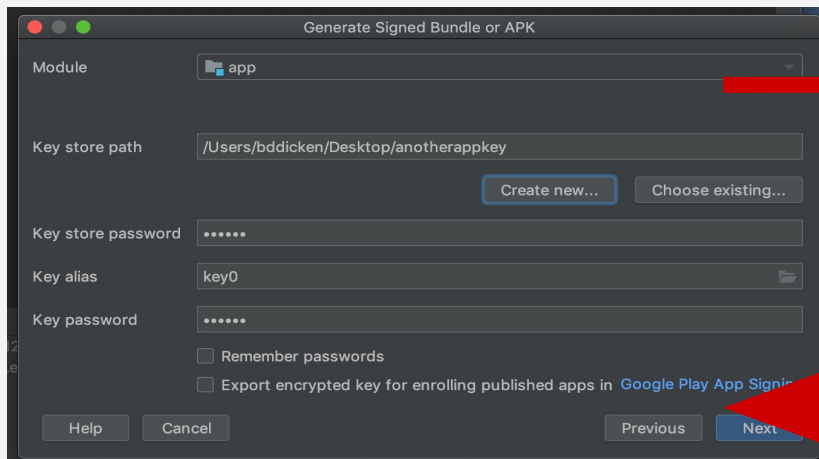 Generate Signed Bundle or APK
Module app
Key store path /Users/bddicken/Desktop/anotherappkey
Create new... Choose existing...
Key store password ••••••
Key alias key0
Key password ••••••
Remember passwords
Export encrypted key for enrolling published apps in Google Play App Signin
Help Cancel Previous Next